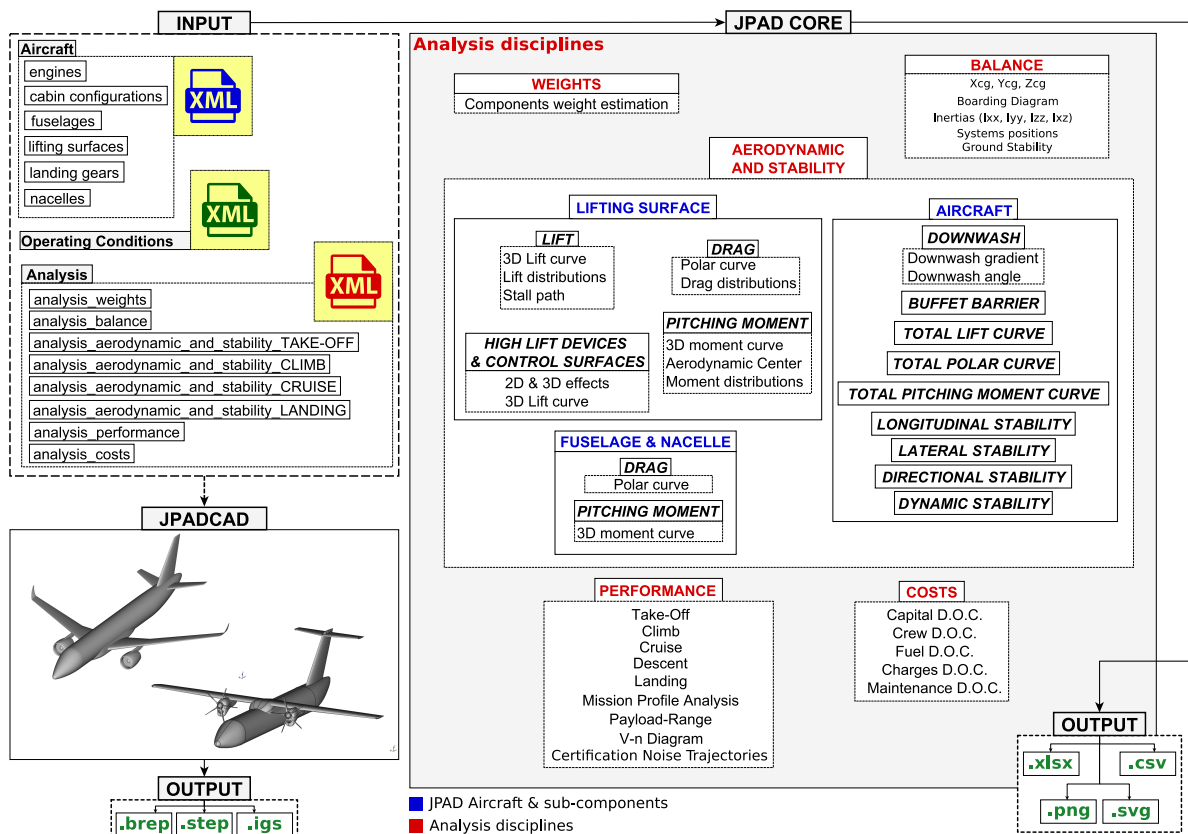 INPUT
Aircraft
engines
cabin configurations
fuselages
lifting surfaces
landing gears
nacelles
XML
XML
Operating Conditions
XML
Analysis
analysis_weights
analysis_balance
analysis_aerodynamic_and_stability_TAKE-OFF
analysis_aerodynamic_and_stability_CLIMB
analysis_aerodynamic_and_stability_CRUISE
analysis_aerodynamic_and_stability_LANDING
analysis_performance
analysis_costs
JPADCAD
OUTPUT
.brep
.step
.igs
JPAD CORE
Analysis disciplines
WEIGHTS
Components weight estimation
BALANCE
Xcg, Ycg, Zcg
Boarding Diagram
Inertias (Ixx, Iyy, Izz, Ixz)
Systems positions
Ground Stability
AERODYNAMIC
AND STABILITY
LIFTING SURFACE
LIFT
3D Lift curve
Lift distributions
Stall path
DRAG
Polar curve
Drag distributions
HIGH LIFT DEVICES
& CONTROL SURFACES
2D & 3D effects
3D Lift curve
PITCHING MOMENT
3D moment curve
Aerodynamic Center
Moment distributions
FUSELAGE & NACELLE
DRAG
Polar curve
PITCHING MOMENT
3D moment curve
AIRCRAFT
DOWNWASH
Downwash gradient
Downwash angle
BUFFET BARRIER
TOTAL LIFT CURVE
TOTAL POLAR CURVE
TOTAL PITCHING MOMENT CURVE
LONGITUDINAL STABILITY
LATERAL STABILITY
DIRECTIONAL STABILITY
DYNAMIC STABILITY
PERFORMANCE
Take-Off
Climb
Cruise
Descent
Landing
Mission Profile Analysis
Payload-Range
V-n Diagram
Certification Noise Trajectories
COSTS
Capital D.O.C.
Crew D.O.C.
Fuel D.O.C.
Charges D.O.C.
Maintenance D.O.C.
OUTPUT
.xlsx
.csv
.png
.svg
JPAD Aircraft & sub-components
Analysis disciplines